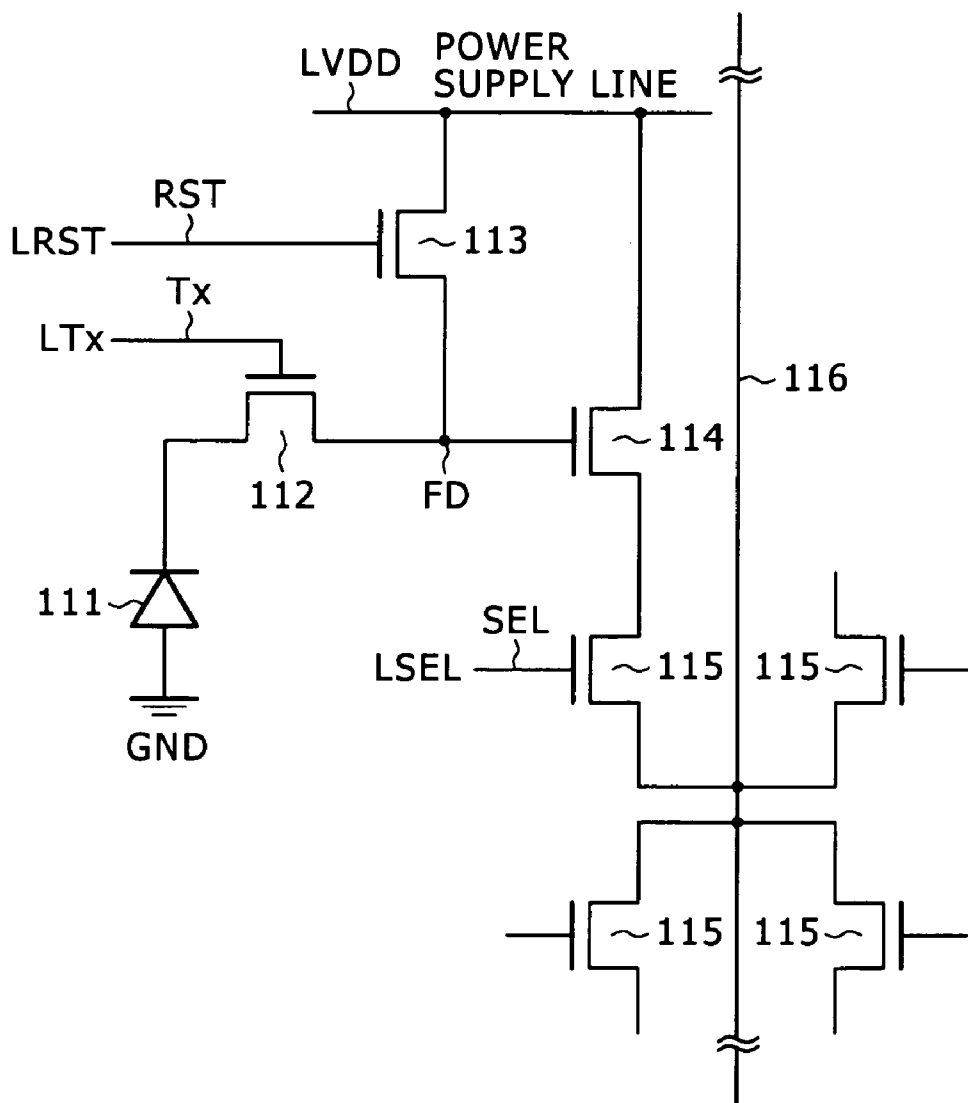 POWER
LVDD
SUPPLY LINE
RST
LRST
113
Tx
LTx
116
114
112
FD
111
SEL
LSEL
115
115
GND
115
115